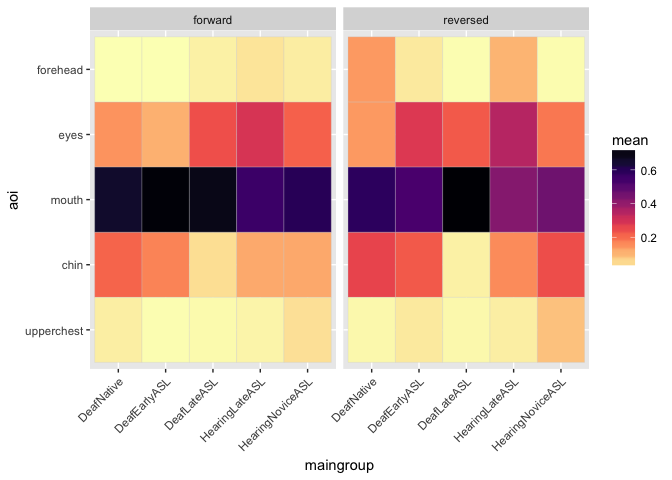 forward reversed
forehead
eyes
mouth
chin
upperchest
aoi
DeafNative DeafEarlyASL DeafLateASL HearingLateASL HearingNoviceASL
DeafNative DeafEarlyASL DeafLateASL HearingLateASL HearingNoviceASL
maingroup
mean
0.6
0.4
0.2